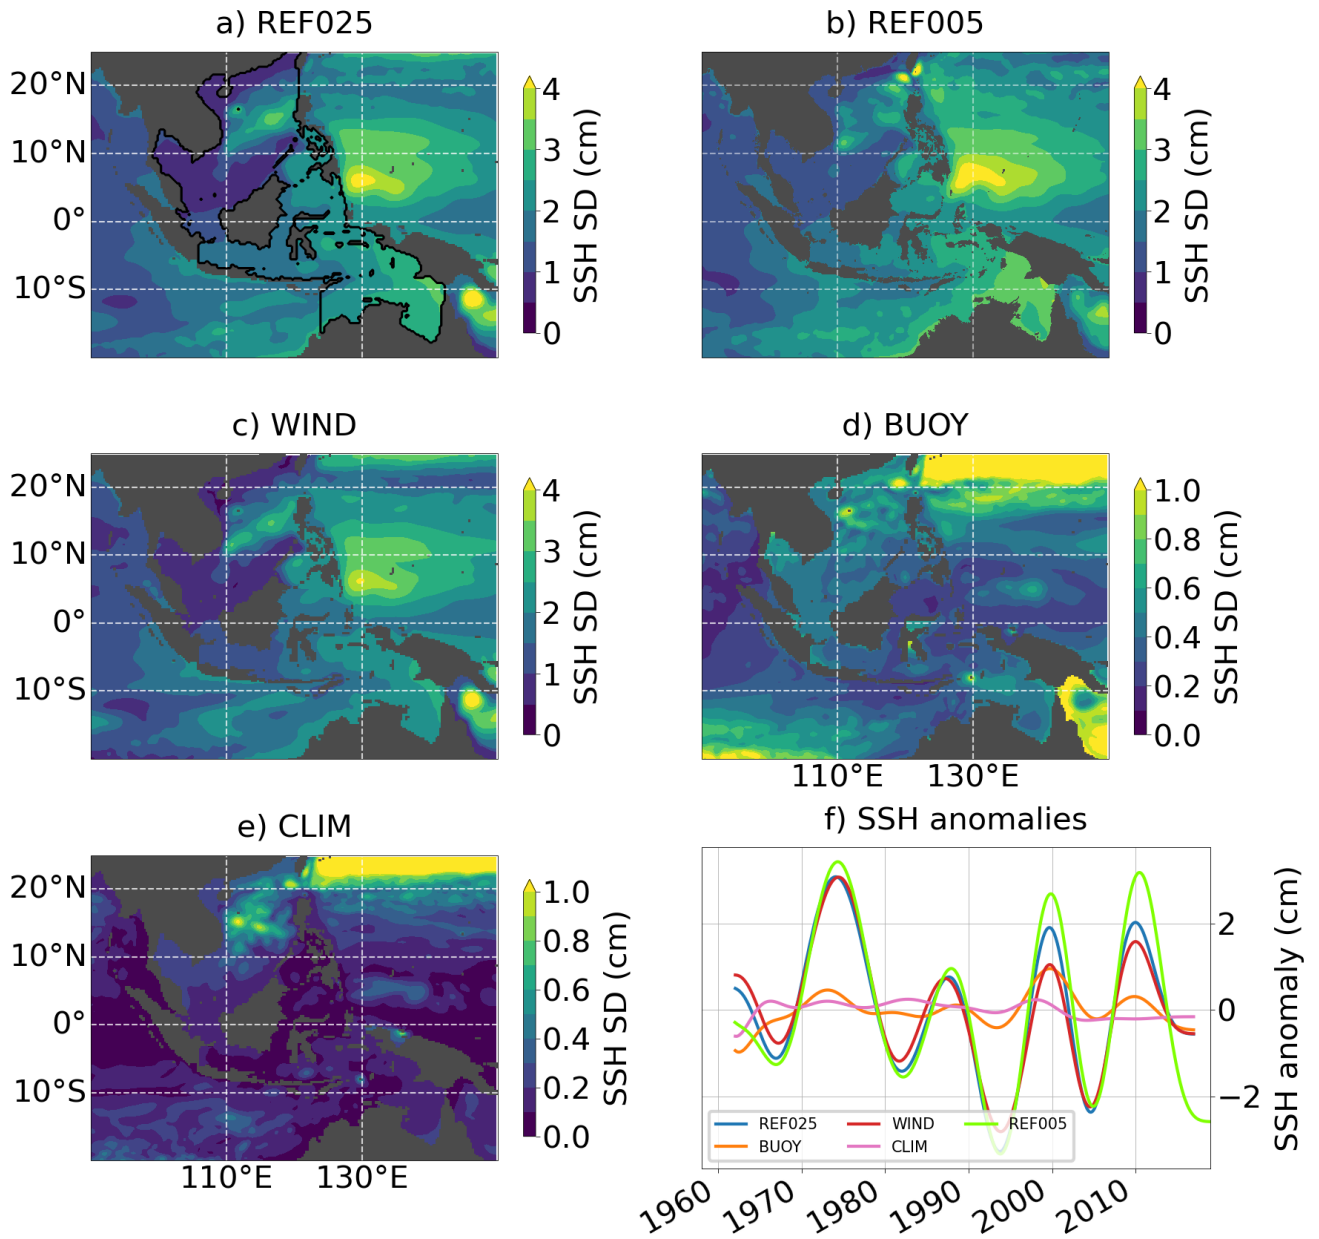 a) REF025
b) REF005
20°N
10°N
0°
10°S
4
3
2
1
0
SSH SD (cm)
4
3
2
1
0
SSH SD (cm)
c) WIND
d) BUOY
20°N
10°N
0°
10°S
4
3
2
1
0
SSH SD (cm)
1.0
0.8
0.6
0.4
0.2
0.0
SSH SD (cm)
110°E
130°E
e) CLIM
f) SSH anomalies
20°N
10°N
0°
10°S
110°E
130°E
1.0
0.8
0.6
0.4
0.2
0.0
SSH SD (cm)
2
0
−2
SSH anomaly (cm)
REF025
WIND
REF005
BUOY
CLIM
1960
1970
1980
1990
2000
2010